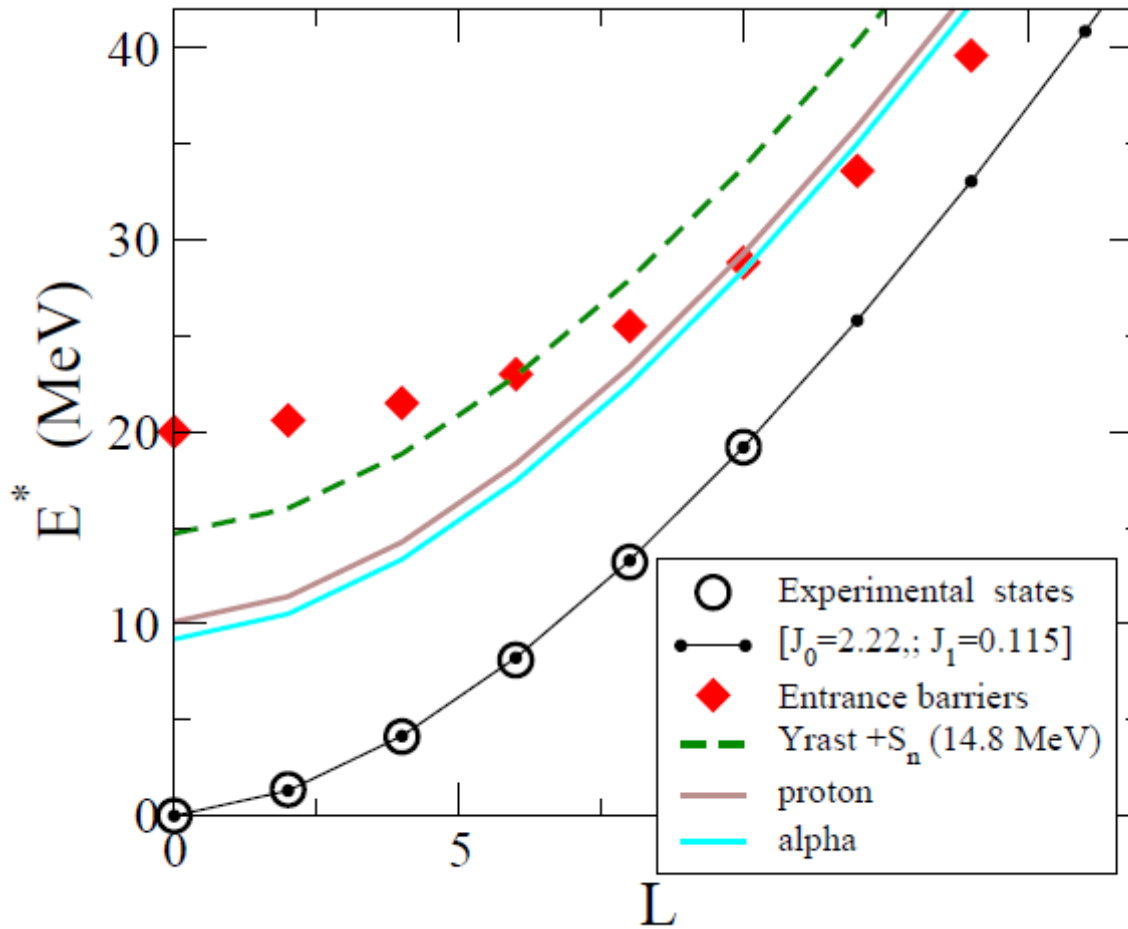 40
30
20
10
0
E* (MeV)
0
5
L
Experimental states
[J0=2.22,; J1=0.115]
Entrance barriers
Yrast +Sn (14.8 MeV)
proton
alpha